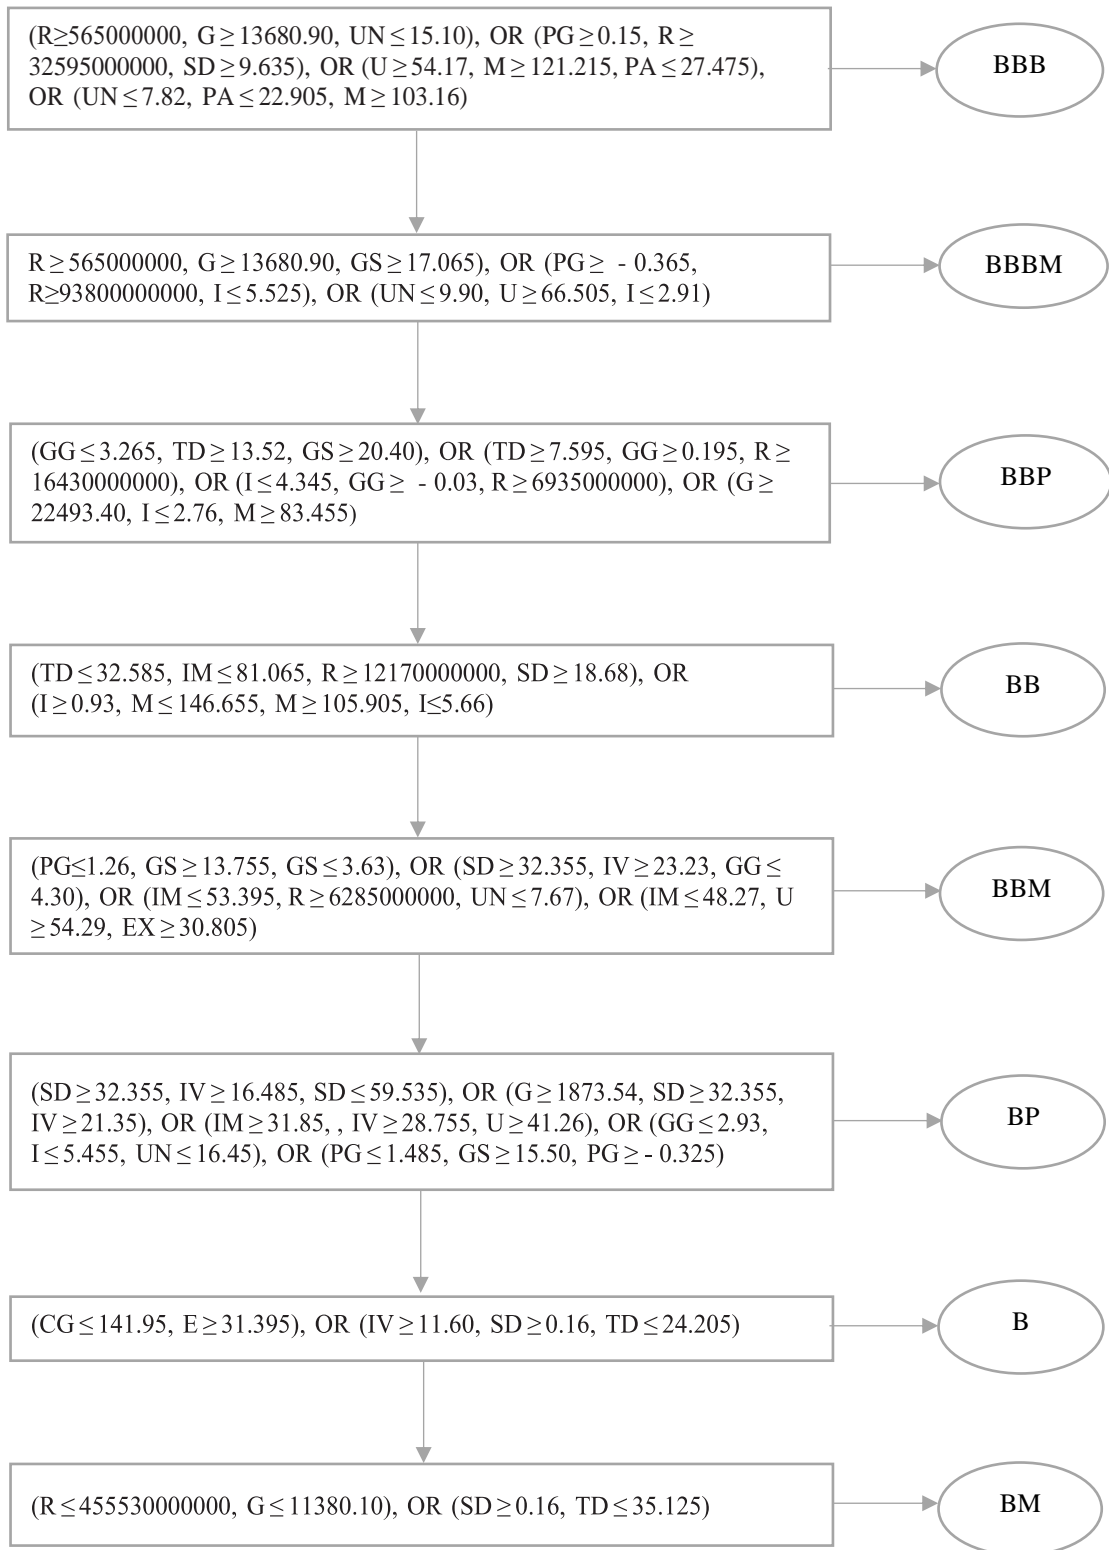 (R≥565000000, G≥13680.90, UN≤15.10), OR (PG≥0.15, R≥
32595000000, SD≥9.635), OR (U≥54.17, M≥121.215, PA≤27.475),
OR (UN≤7.82, PA≤22.905, M≥103.16)
BBB
R≥565000000, G≥13680.90, GS≥17.065), OR (PG≥ - 0.365,
R≥93800000000, I≤5.525), OR (UN≤9.90, U≥66.505, I≤2.91)
BBBM
(GG≤3.265, TD≥13.52, GS≥20.40), OR (TD≥7.595, GG≥0.195, R≥
16430000000), OR (I≤4.345, GG≥ - 0.03, R≥6935000000), OR (G≥
22493.40, I≤2.76, M≥83.455)
BBP
(TD≤32.585, IM≤81.065, R≥12170000000, SD≥18.68), OR
(I≥0.93, M≤146.655, M≥105.905, I≤5.66)
BB
(PG≤1.26, GS≥13.755, GS≤3.63), OR (SD≥32.355, IV≥23.23, GG≤
4.30), OR (IM≤53.395, R≥6285000000, UN≤7.67), OR (IM≤48.27, U
≥54.29, EX≥30.805)
BBM
(SD≥32.355, IV≥16.485, SD≤59.535), OR (G≥1873.54, SD≥32.355,
IV≥21.35), OR (IM≥31.85, , IV≥28.755, U≥41.26), OR (GG≤2.93,
I≤5.455, UN≤16.45), OR (PG≤1.485, GS≥15.50, PG≥- 0.325)
BP
(CG≤141.95, E≥31.395), OR (IV≥11.60, SD≥0.16, TD≤24.205)
B
(R≤455530000000, G≤11380.10), OR (SD≥0.16, TD≤35.125)
BM